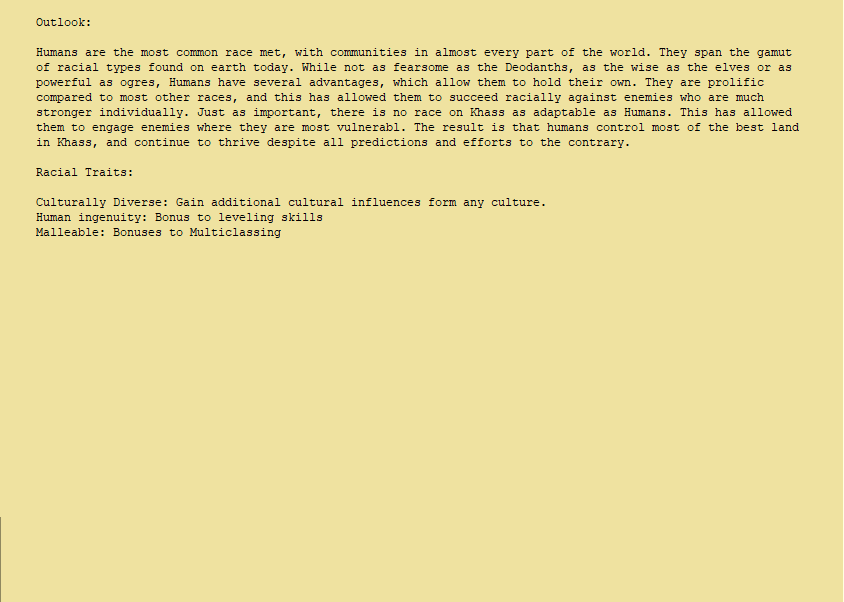 Outlook:
Humans are the most common race met, with communities in almost every part of the world. They span the gamut
of racial types found on earth today. While not as fearsome as the Deodanths, as the wise as the elves or as
powerful as ogres, Humans have several advantages, which allow them to hold their own. They are prolific
compared to most other races, and this has allowed them to succeed racially against enemies who are much
stronger individually. Just as important, there is no race on Khass as adaptable as Humans. This has allowed
them to engage enemies where they are most vulnerabl. The result is that humans control most of the best land
in Khass, and continue to thrive despite all predictions and efforts to the contrary.
Racial Traits:
Culturally Diverse: Gain additional cultural influences form any culture.
Human ingenuity: Bonus to leveling skills
Malleable: Bonuses to Multiclassing